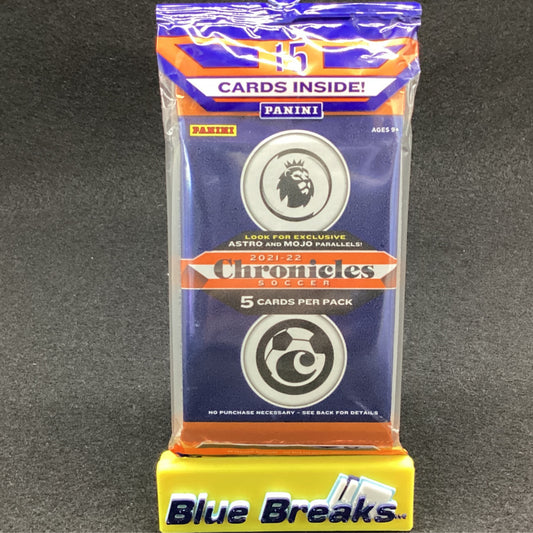 15
CARDS INSIDE!
PANINI
PANINI
AGES 9+
LOOK FOR EXCLUSIVE
ASTRO AND MOJO PARALLELS!
2021-22
Chronicles
SOCCER
5 CARDS PER PACK
NO PURCHASE NECESSARY – SEE BACK FOR DETAILS
Blue Breaks